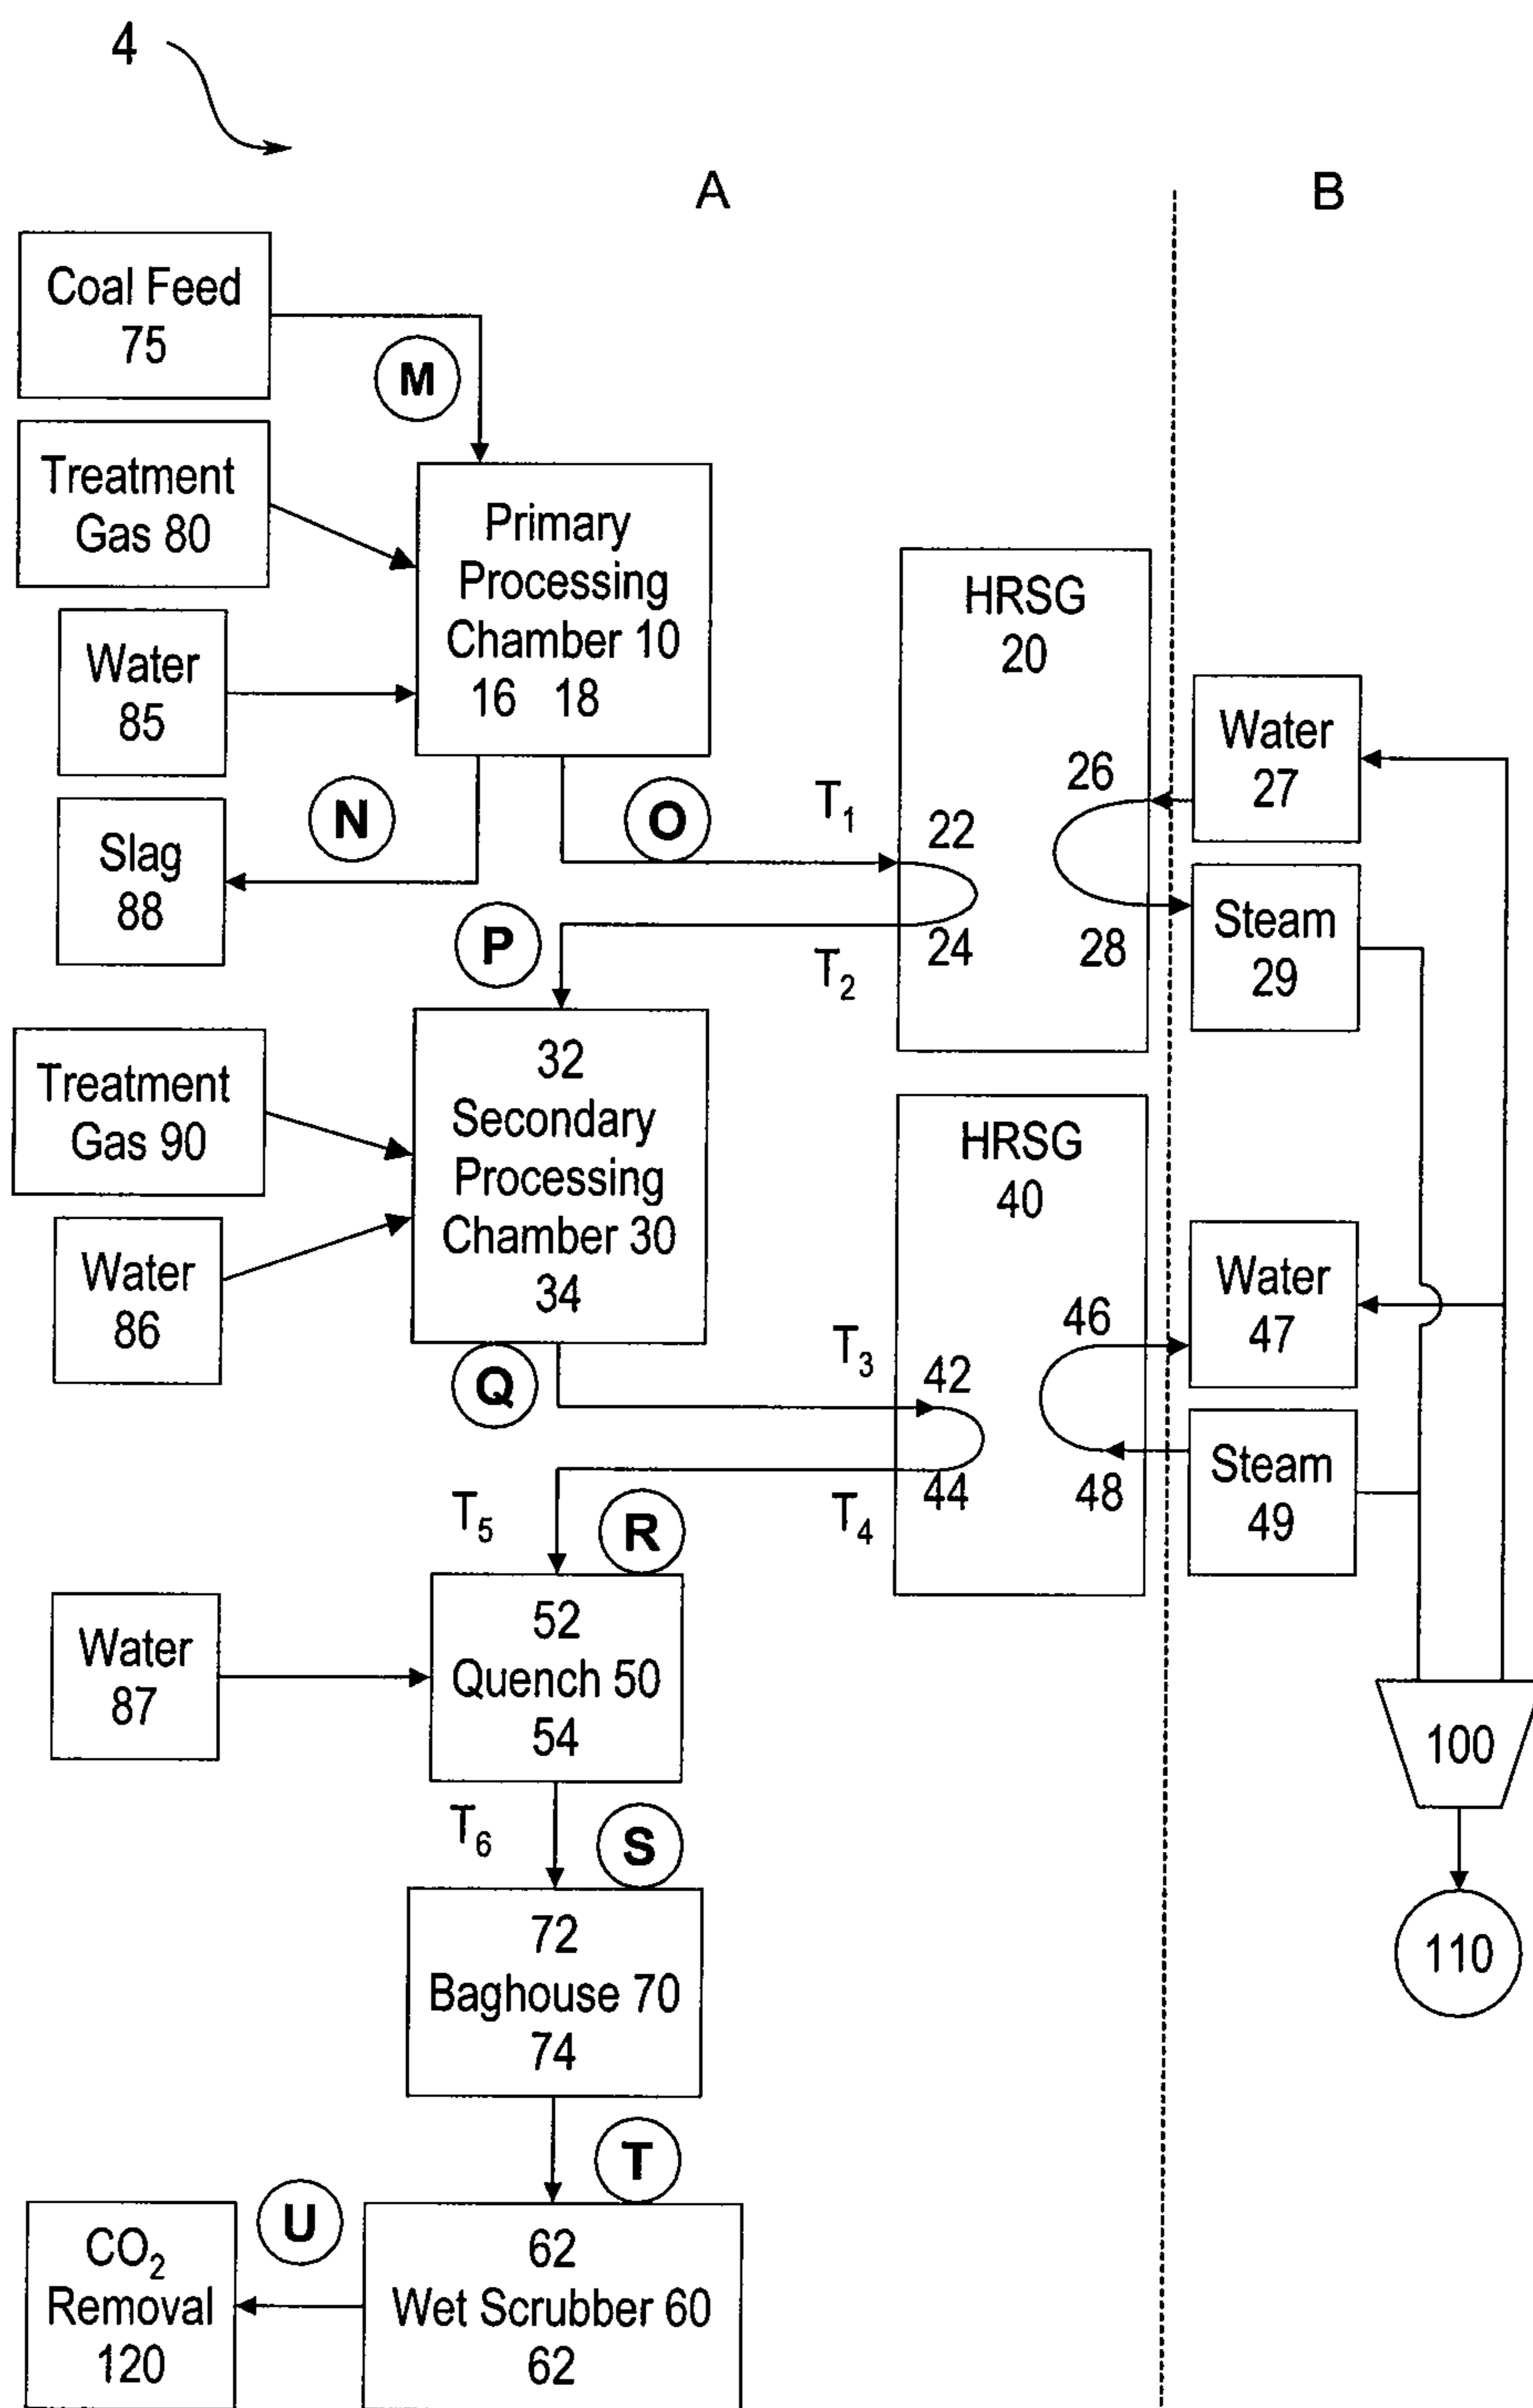 4
A
B
Coal Feed
75
M
Treatment
Gas 80
Primary
Processing
Chamber 10
16 18
Water
85
N
O
Slag
88
P
T₁
T₂
HRSG
20
22
24
26
28
Water
27
Steam
29
Treatment
Gas 90
32
Secondary
Processing
Chamber 30
34
Water
86
Q
T₃
T₄
HRSG
40
42
44
46
48
Water
47
Steam
49
T₅
R
Water
87
52
Quench 50
54
100
T₆
S
72
Baghouse 70
74
110
T
U
CO₂
Removal
120
62
Wet Scrubber 60
62